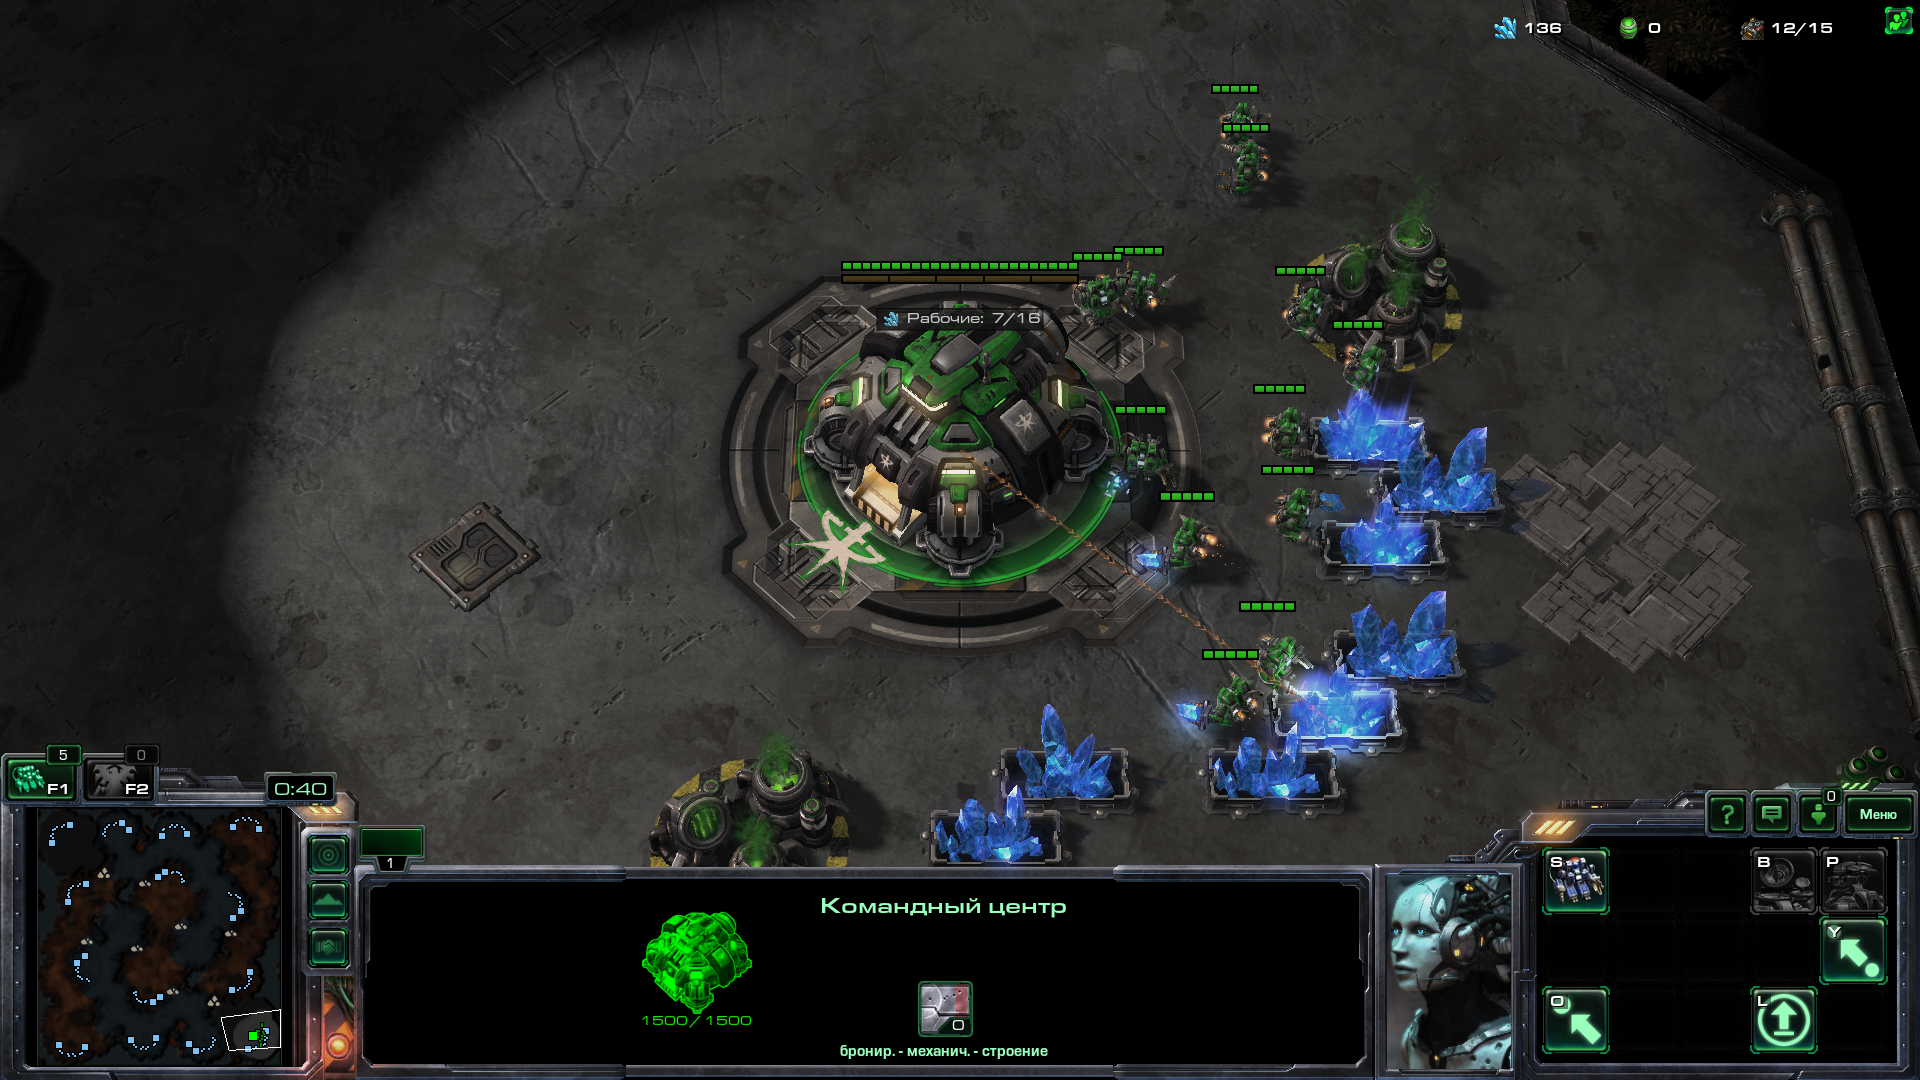 136
0
12/15
Рабочие: 7/16
5
0
F1
F2
0:40
1
Командный центр
1500/1500
0
бронир. - механич. - строение
?
0
Меню
S
B
P
Y
O
L